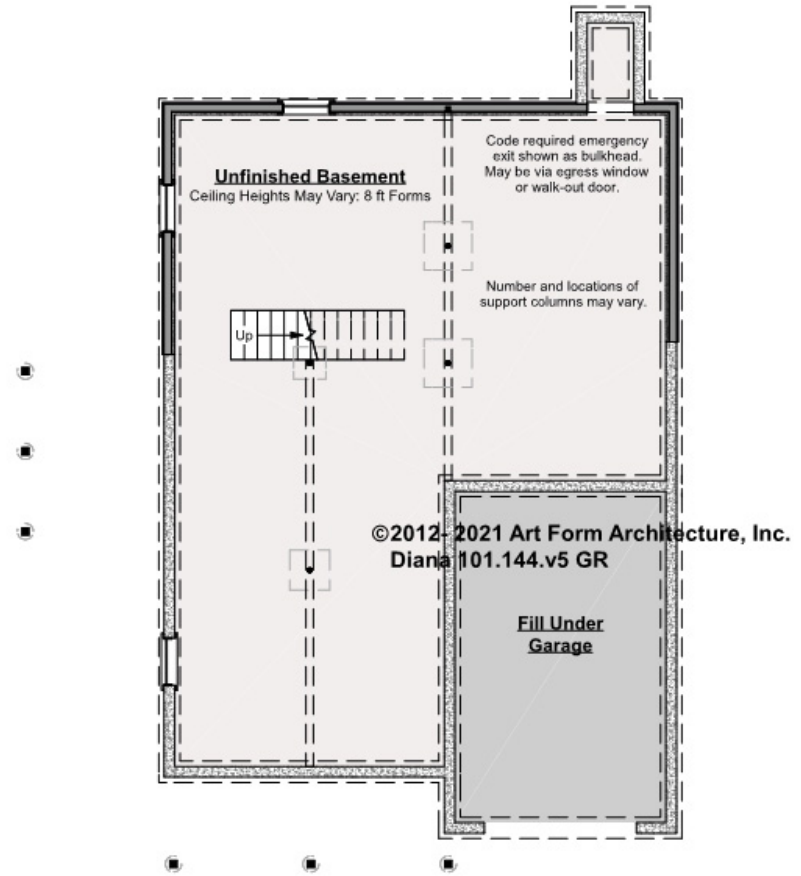 Code required emergency
exit shown as bulkhead.
May be via egress window
or walk-out door.
Unfinished Basement
Ceiling Heights May Vary: 8 ft Forms
Number and locations of
support columns may vary.
Up
©2012- 2021 Art Form Architecture, Inc.
Diana 101.144.v5 GR
Fill Under
Garage